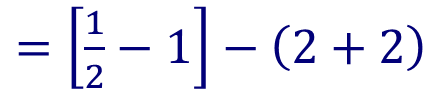 = [1/2 − 1] − (2 + 2)